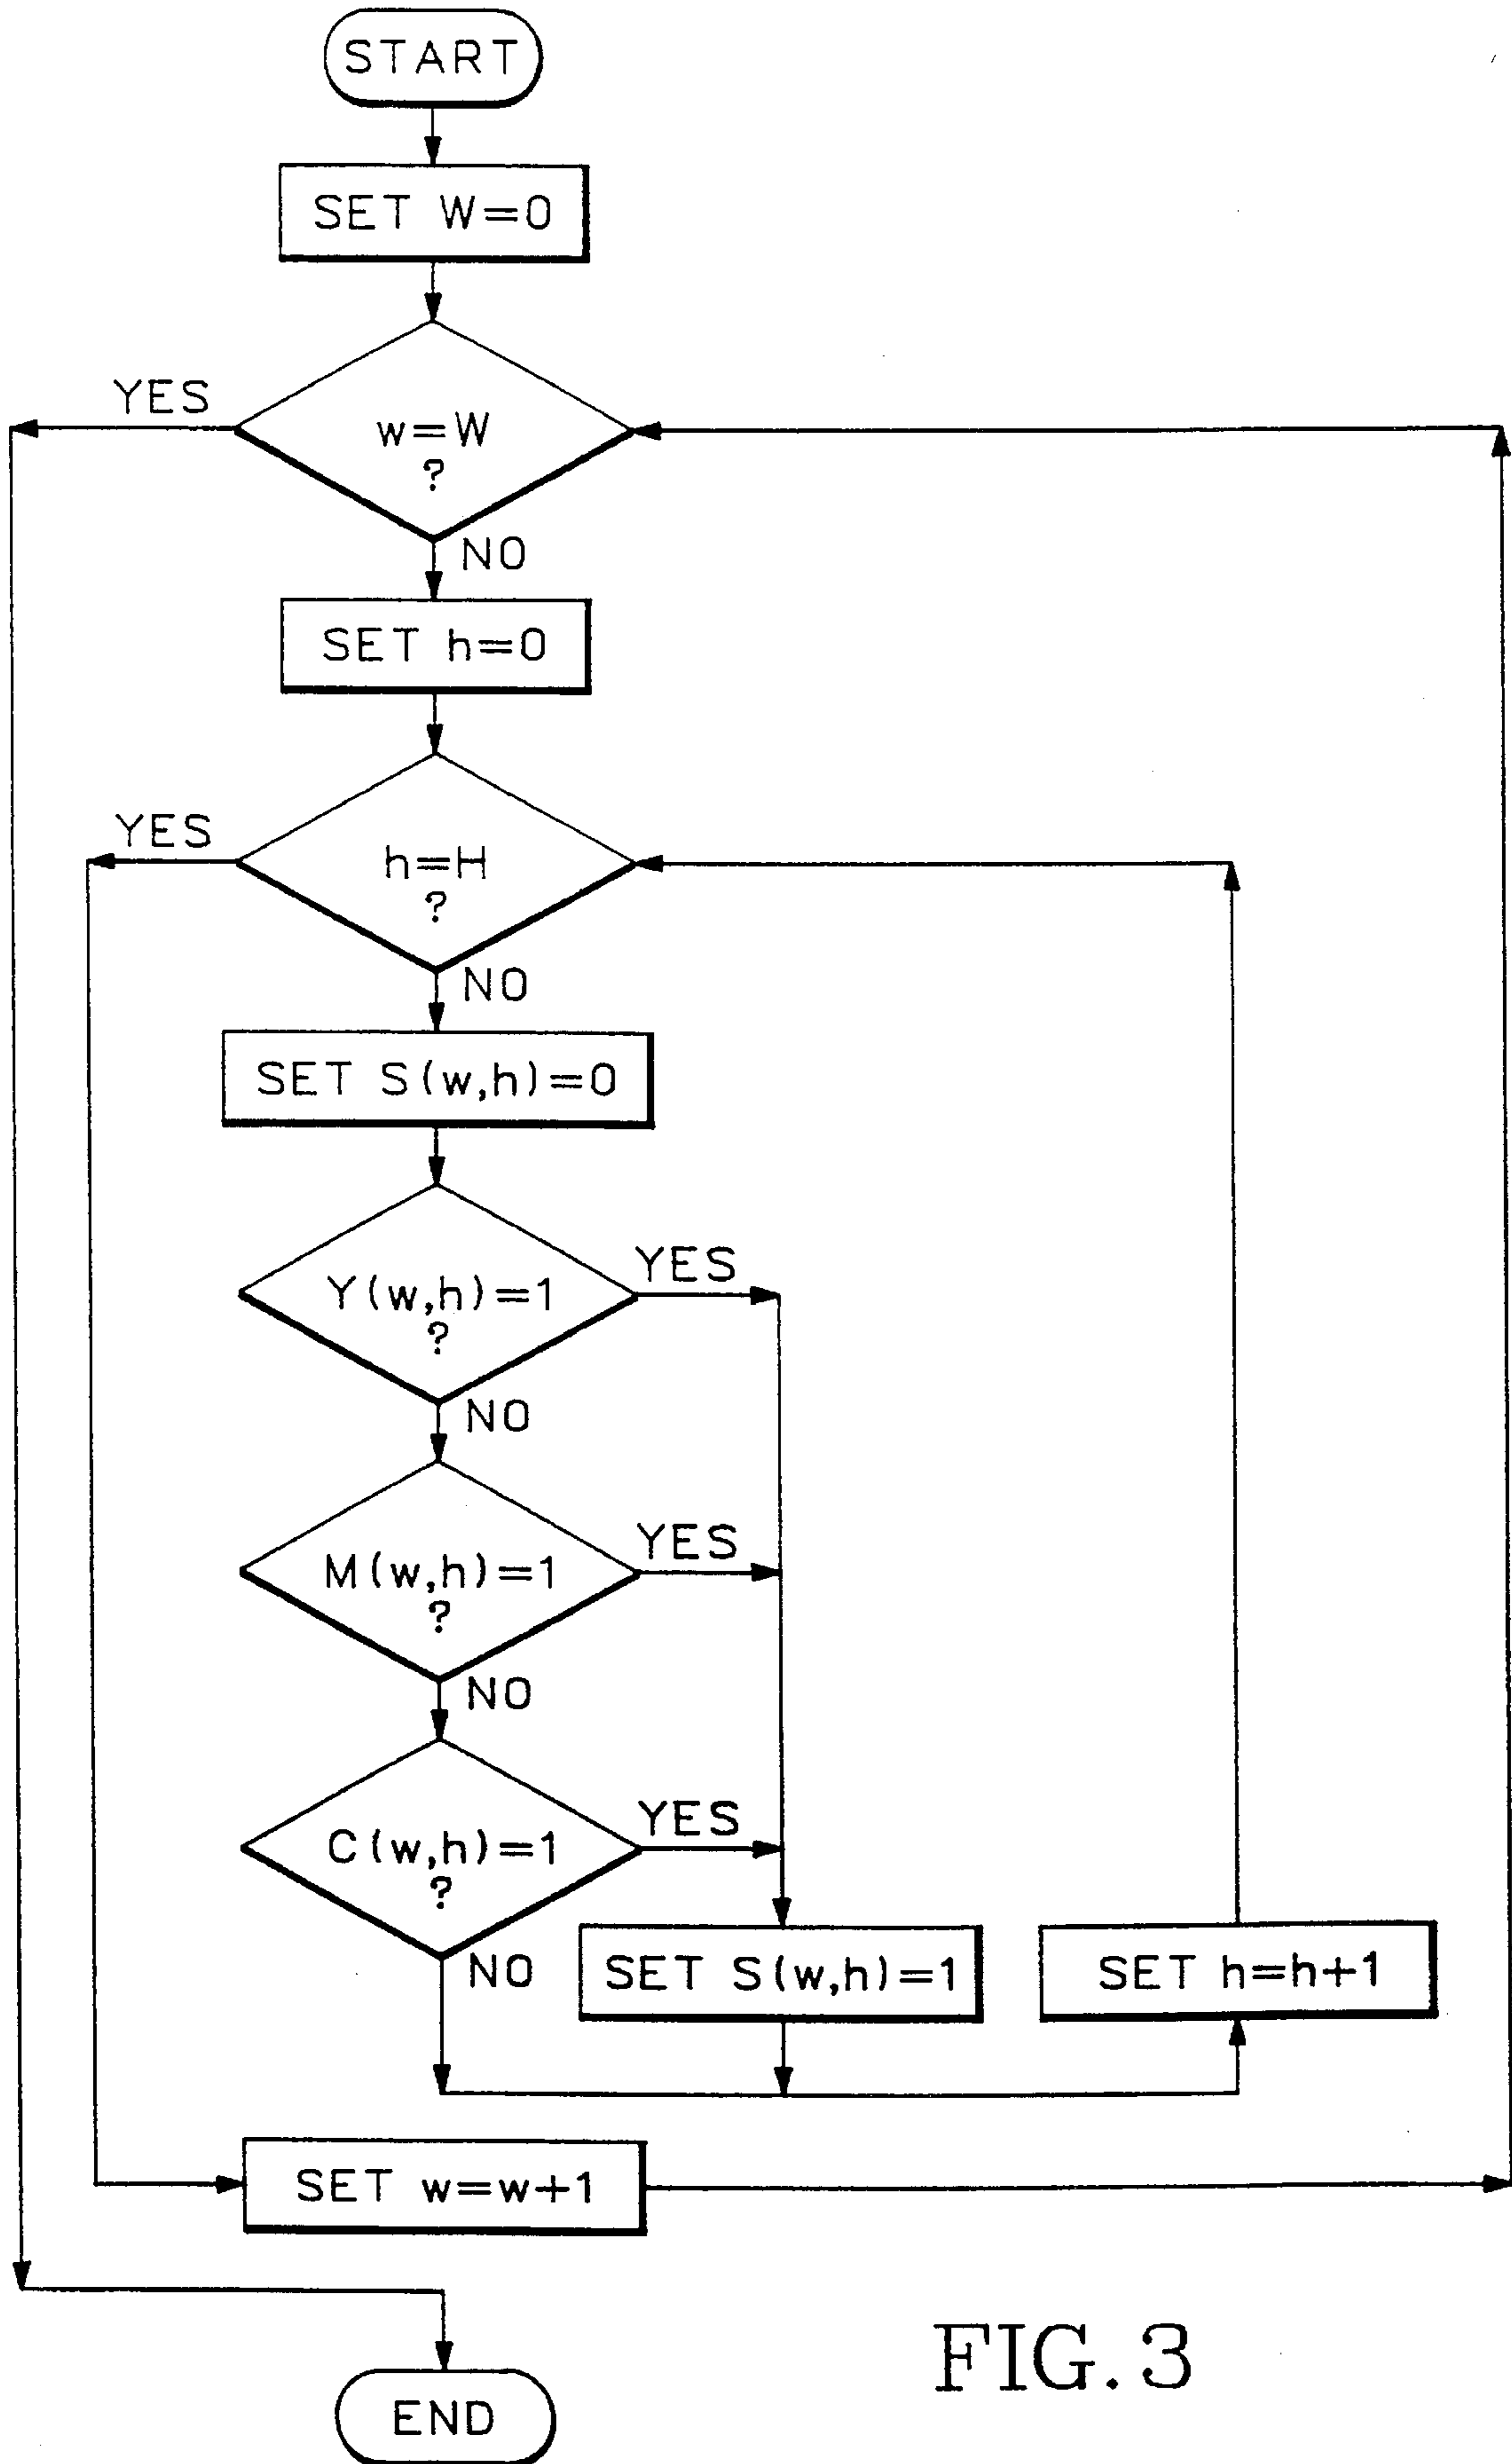 START
SET W=0
YES
w=W
?
NO
SET h=0
YES
h=H
?
NO
SET S(w,h)=0
Y(w,h)=1
?
YES
NO
M(w,h)=1
?
YES
NO
C(w,h)=1
?
YES
NO
SET S(w,h)=1
SET h=h+1
SET w=w+1
END
FIG. 3